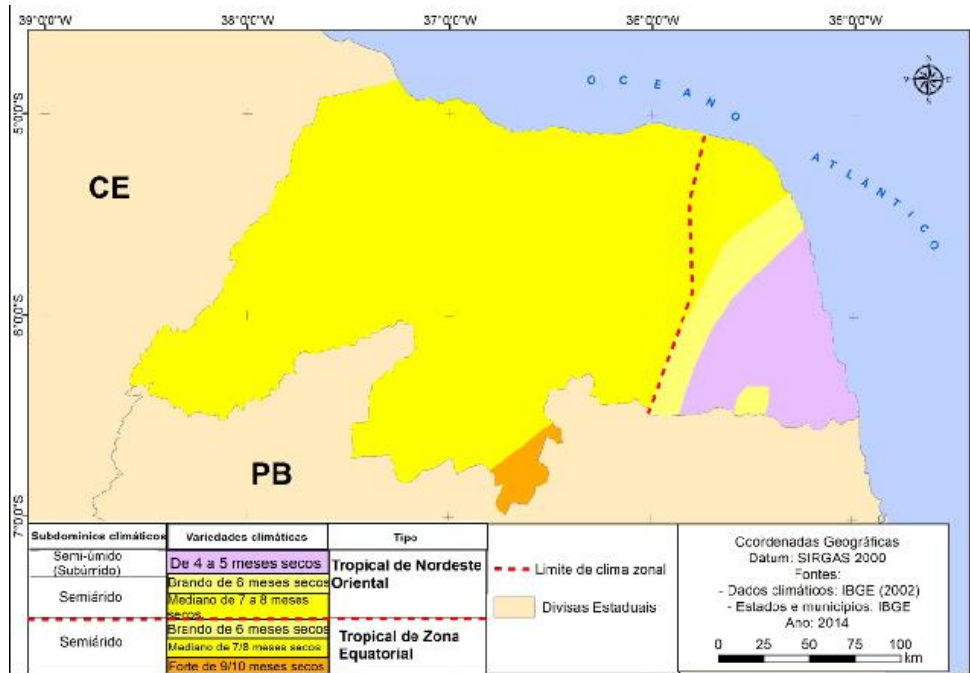 39°0'0"W 38°0'0"W 37°0'0"W 36°0'0"W 35°0'0"W
5°0'0"S
6°0'0"S
7°0'0"S
OCEANO
ATLÂNTICO
N
S
CE
PB
Subdomínios climáticos Variedades climáticas Tipo
Semi-úmido
(Subúmido)
De 4 a 5 meses secos
Semiárido
Brando de 6 meses secos
Mediano de 7 a 8 meses
secos
Tropical de Nordeste
Oriental
Semiárido
Brando de 6 meses secos
Mediano de 7/8 meses secos
Forte de 9/10 meses secos
Tropical de Zona
Equatorial
Limite de clima zonal
Divisas Estaduais
Coordenadas Geográficas
Datum: SIRGAS 2000
Fontes:
- Dados climáticos: IBGE (2002)
- Estados e municípios: IBGE
Ano: 2014
0 25 50 75 100
km